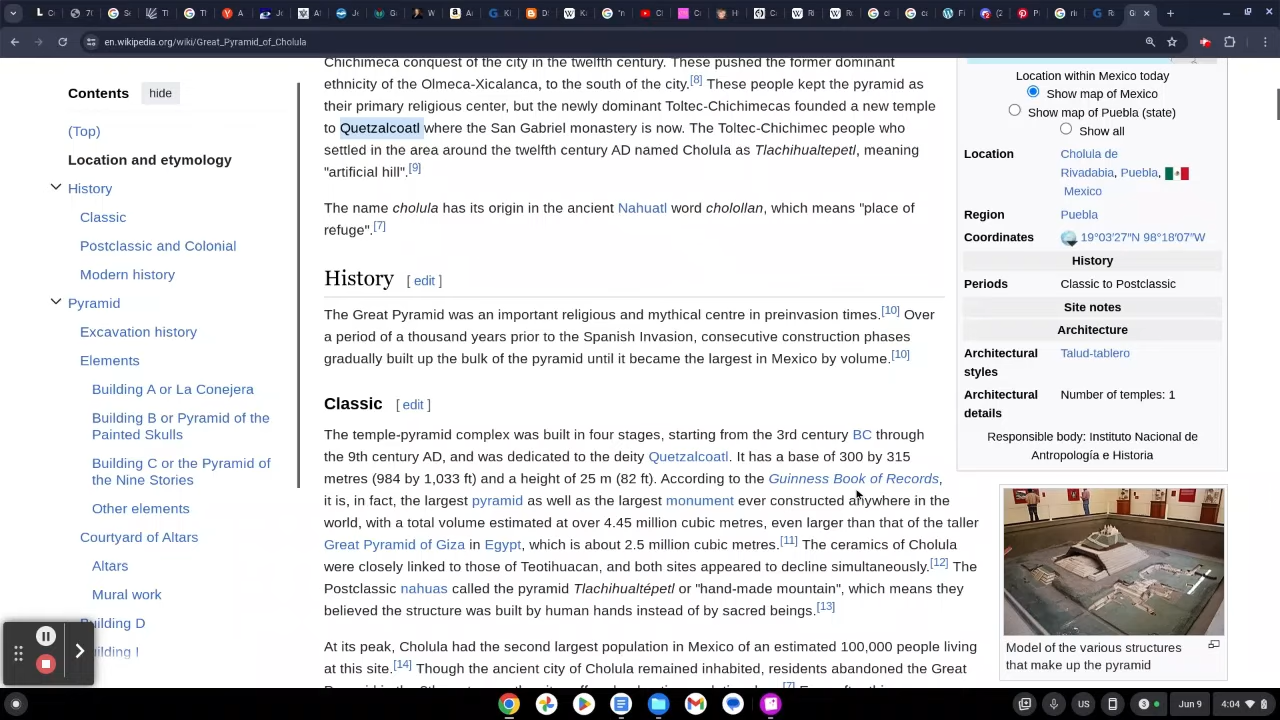 en.wikipedia.org/wiki/Great_Pyramid_of_Cholula
Contents hide
(Top)
Location and etymology
History
Classic
Postclassic and Colonial
Modern history
Pyramid
Excavation history
Elements
Building A or La Conejera
Building B or Pyramid of the
Painted Skulls
Building C or the Pyramid of
the Nine Stories
Other elements
Courtyard of Altars
Altars
Mural work
Building D
Chichimeca conquest of the city in the twelfth century. These pushed the former dominant
ethnicity of the Olmeca-Xicalanca, to the south of the city.[8] These people kept the pyramid as
their primary religious center, but the newly dominant Toltec-Chichimecas founded a new temple
to Quetzalcoatl where the San Gabriel monastery is now. The Toltec-Chichimec people who
settled in the area around the twelfth century AD named Cholula as Tlachihualtepetl, meaning
"artificial hill".[9]
The name cholula has its origin in the ancient Nahuatl word cholollan, which means "place of
refuge".[7]
History [ edit ]
The Great Pyramid was an important religious and mythical centre in preinvasion times.[10] Over
a period of a thousand years prior to the Spanish Invasion, consecutive construction phases
gradually built up the bulk of the pyramid until it became the largest in Mexico by volume.[10]
Classic [ edit ]
The temple-pyramid complex was built in four stages, starting from the 3rd century BC through
the 9th century AD, and was dedicated to the deity Quetzalcoatl. It has a base of 300 by 315
metres (984 by 1,033 ft) and a height of 25 m (82 ft). According to the Guinness Book of Records,
it is, in fact, the largest pyramid as well as the largest monument ever constructed anywhere in the
world, with a total volume estimated at over 4.45 million cubic metres, even larger than that of the taller
Great Pyramid of Giza in Egypt, which is about 2.5 million cubic metres.[11] The ceramics of Cholula
were closely linked to those of Teotihuacan, and both sites appeared to decline simultaneously.[12] The
Postclassic nahuas called the pyramid Tlachihualtépetl or "hand-made mountain", which means they
believed the structure was built by human hands instead of by sacred beings.[13]
At its peak, Cholula had the second largest population in Mexico of an estimated 100,000 people living
at this site.[14] Though the ancient city of Cholula remained inhabited, residents abandoned the Great
Location within Mexico today
Show map of Mexico
Show map of Puebla (state)
Show all
Location Cholula de
Rivadabia, Puebla,
Mexico
Region Puebla
Coordinates 19°03′27″N 98°18′07″W
History
Periods Classic to Postclassic
Site notes
Architecture
Architectural Talud-tablero
styles
Architectural Number of temples: 1
details
Responsible body: Instituto Nacional de
Antropología e Historia
Model of the various structures
that make up the pyramid
US
3
Jun 9
4:04